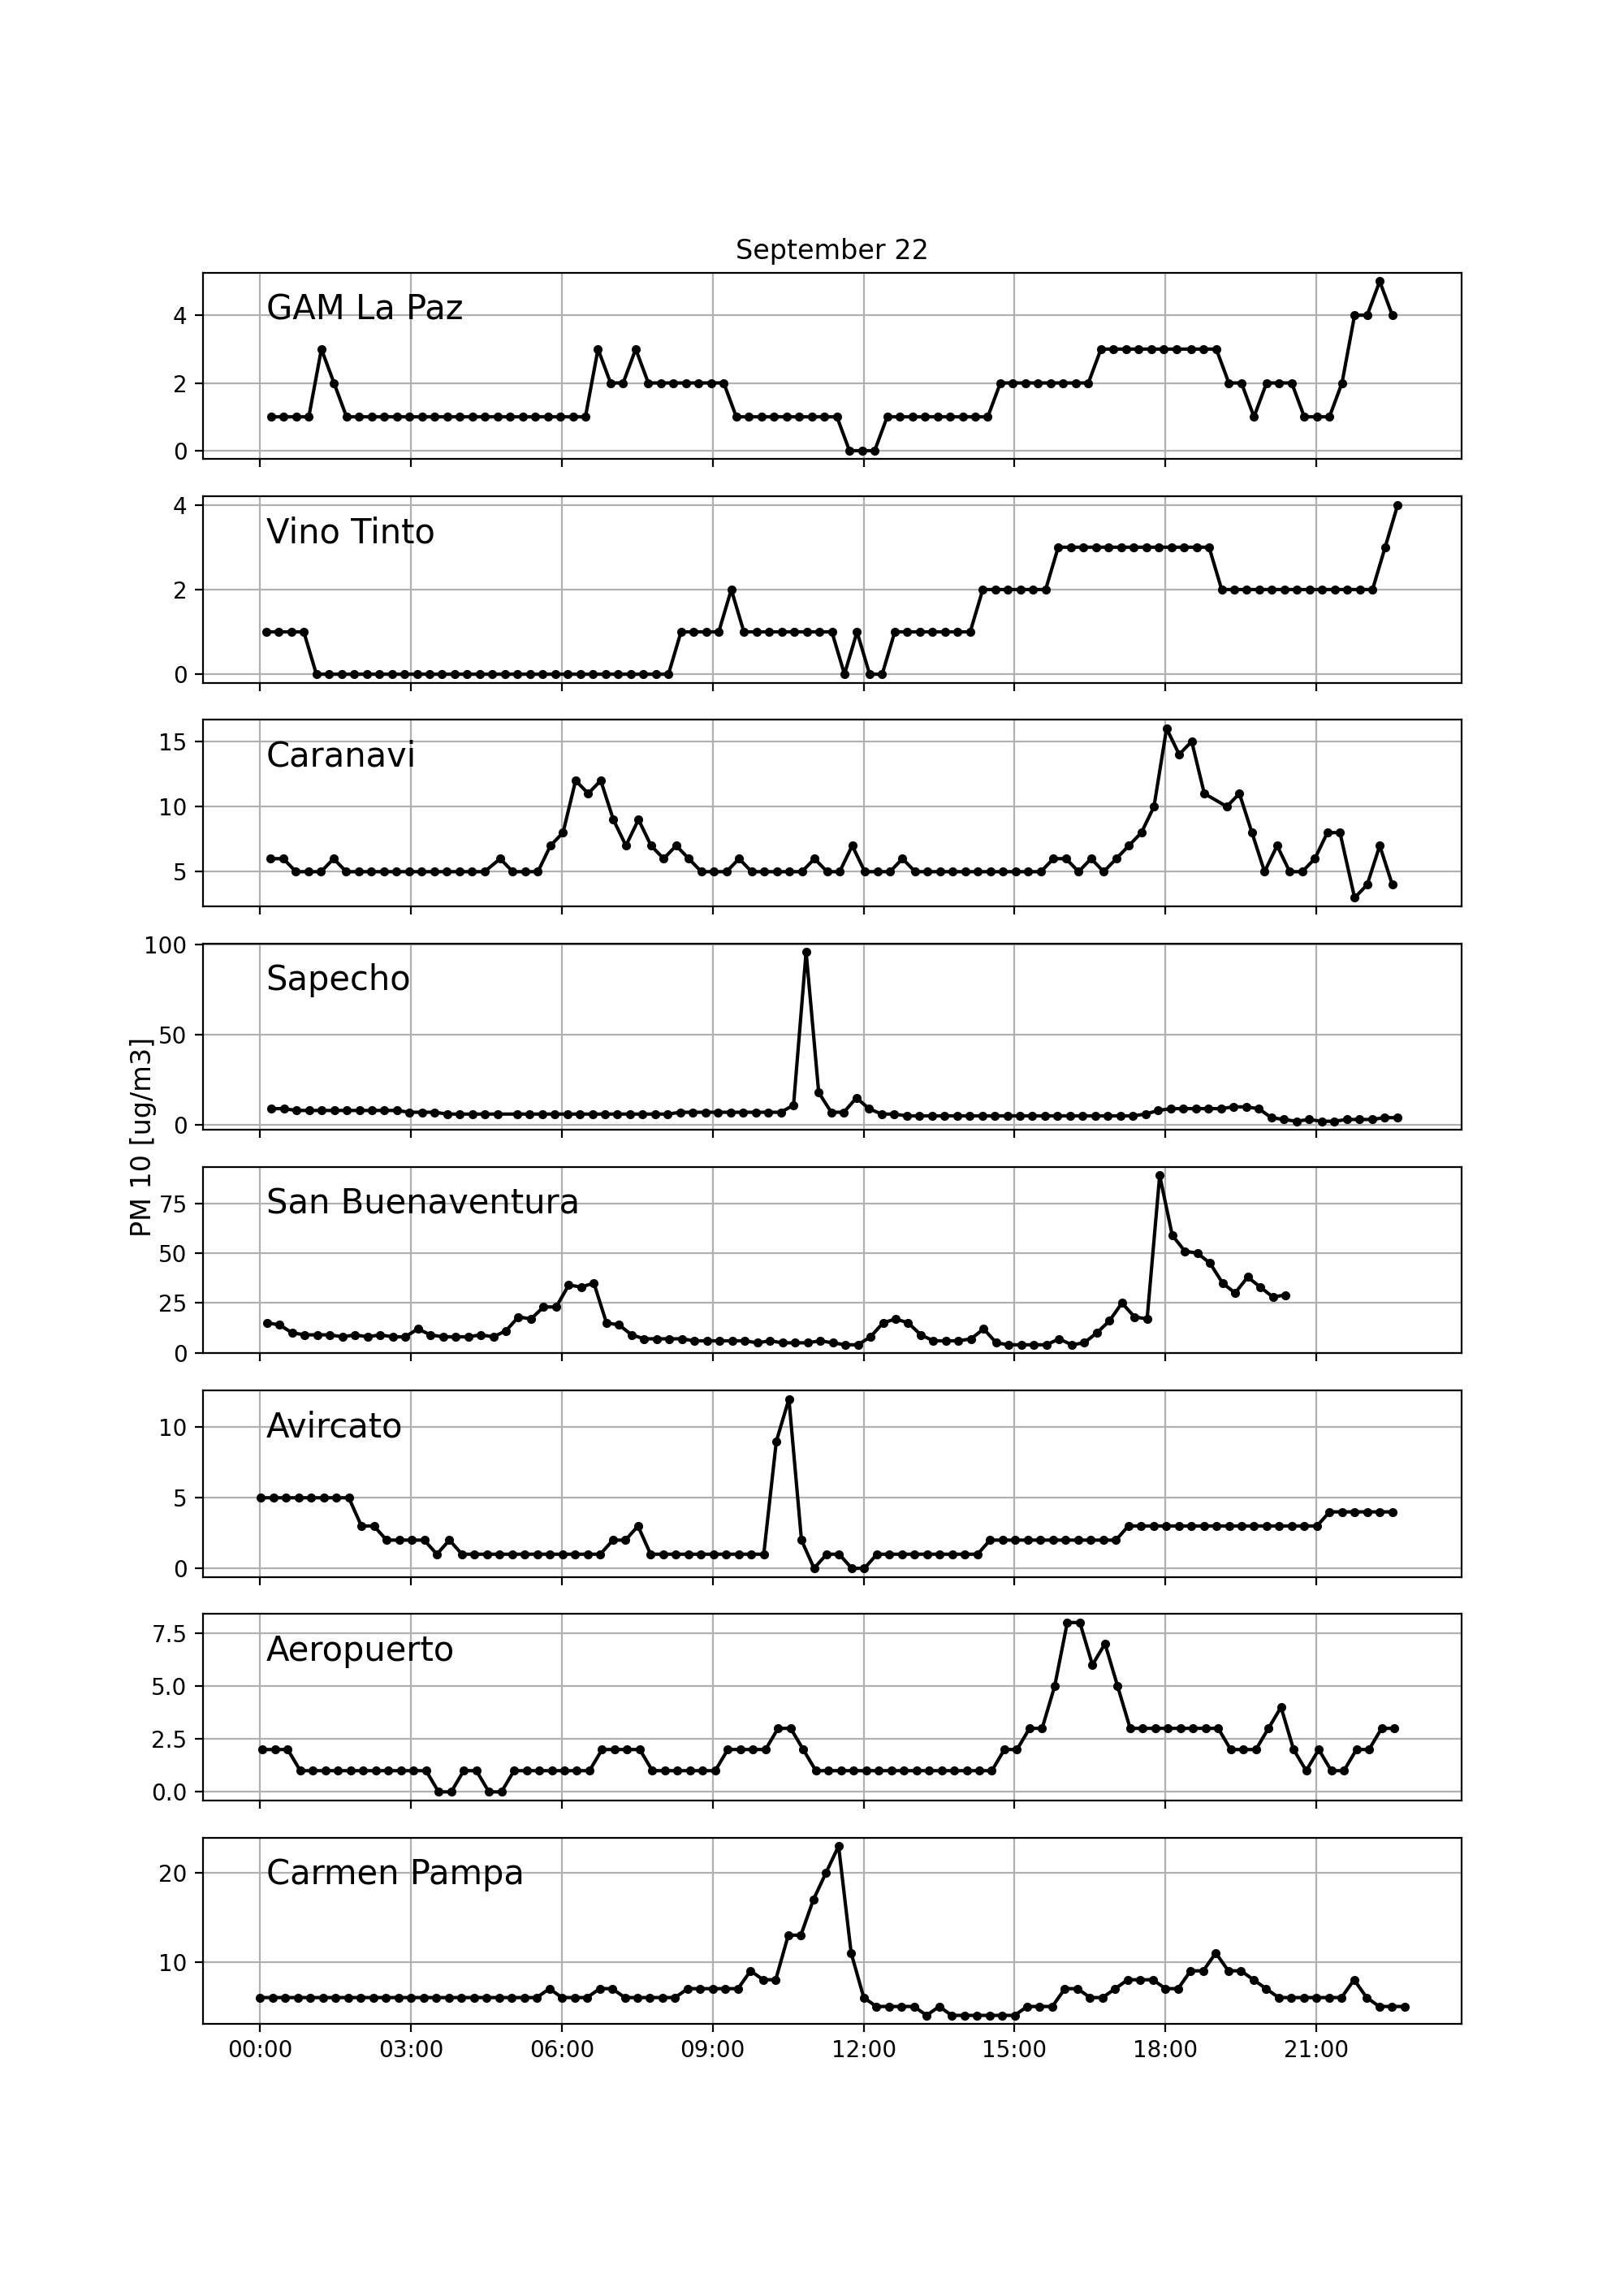 September 22
GAM La Paz
4
2
0
Vino Tinto
4
2
0
Caranavi
15
10
5
Sapecho
100
50
0
PM 10 [ug/m3]
San Buenaventura
75
50
25
0
Avircato
10
5
0
Aeropuerto
7.5
5.0
2.5
0.0
Carmen Pampa
20
10
00:00 03:00 06:00 09:00 12:00 15:00 18:00 21:00